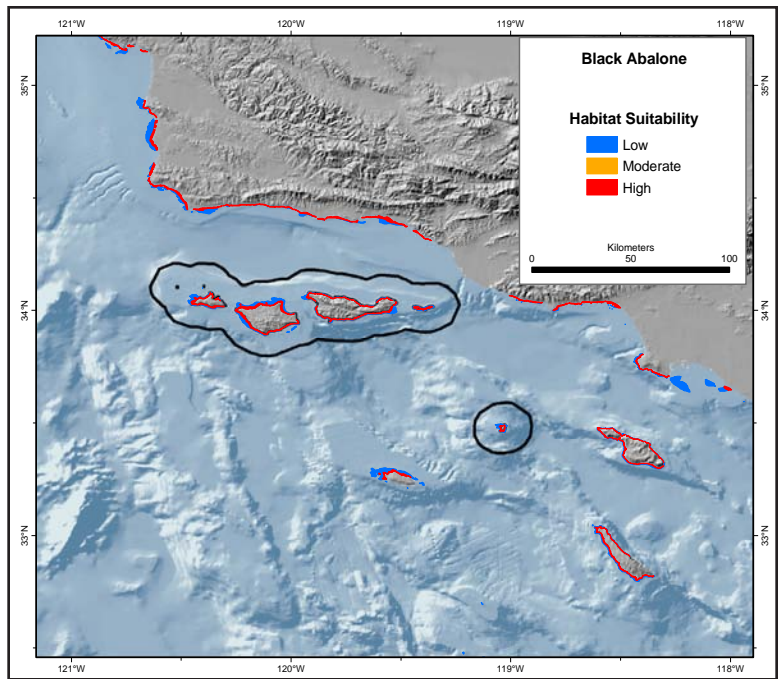 121°W 120°W 119°W 118°W
35°N 35°N
Black Abalone
Habitat Suitability
Low
Moderate
High
Kilometers
0 50 100
34°N 34°N
33°N 33°N
121°W 120°W 119°W 118°W